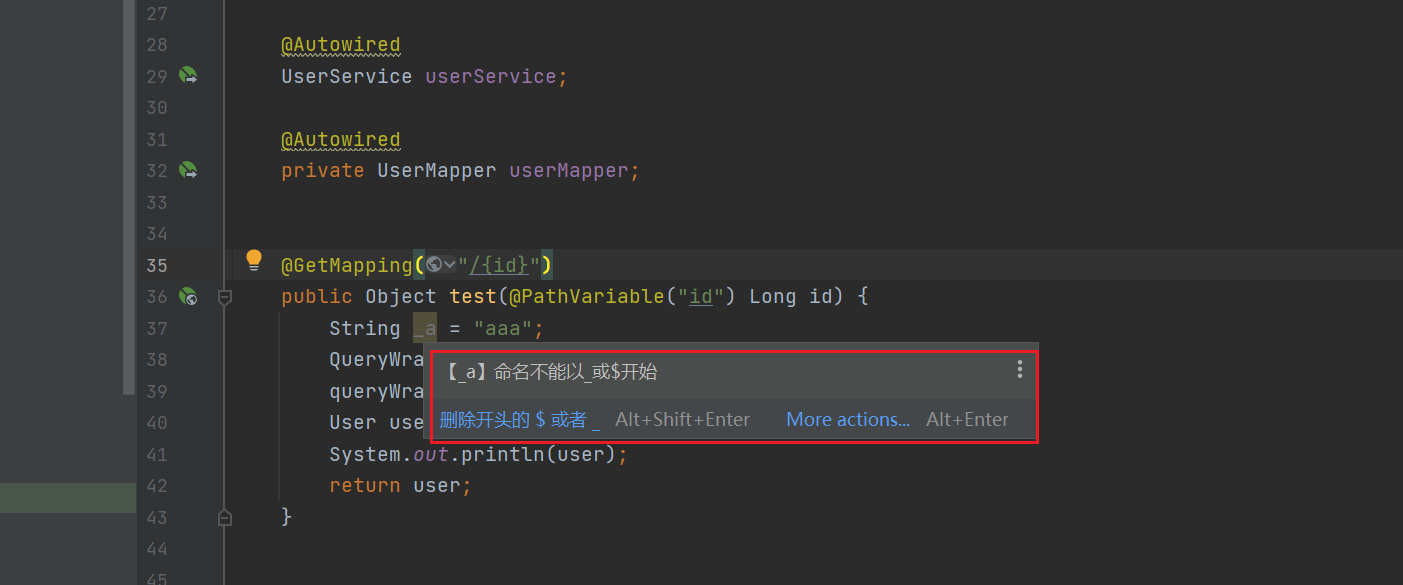 27
28 @Autowired
29 UserService userService;
30
31 @Autowired
32 private UserMapper userMapper;
33
34
35 @GetMapping("/{id}")
36 public Object test(@PathVariable("id") Long id) {
37 String _a = "aaa";
38 QueryWra
【_a】命名不能以_或$开始
39 queryWra
删除开头的 $ 或者 _ Alt+Shift+Enter More actions... Alt+Enter
40 User use
41 System.out.println(user);
42 return user;
43 }
44
45